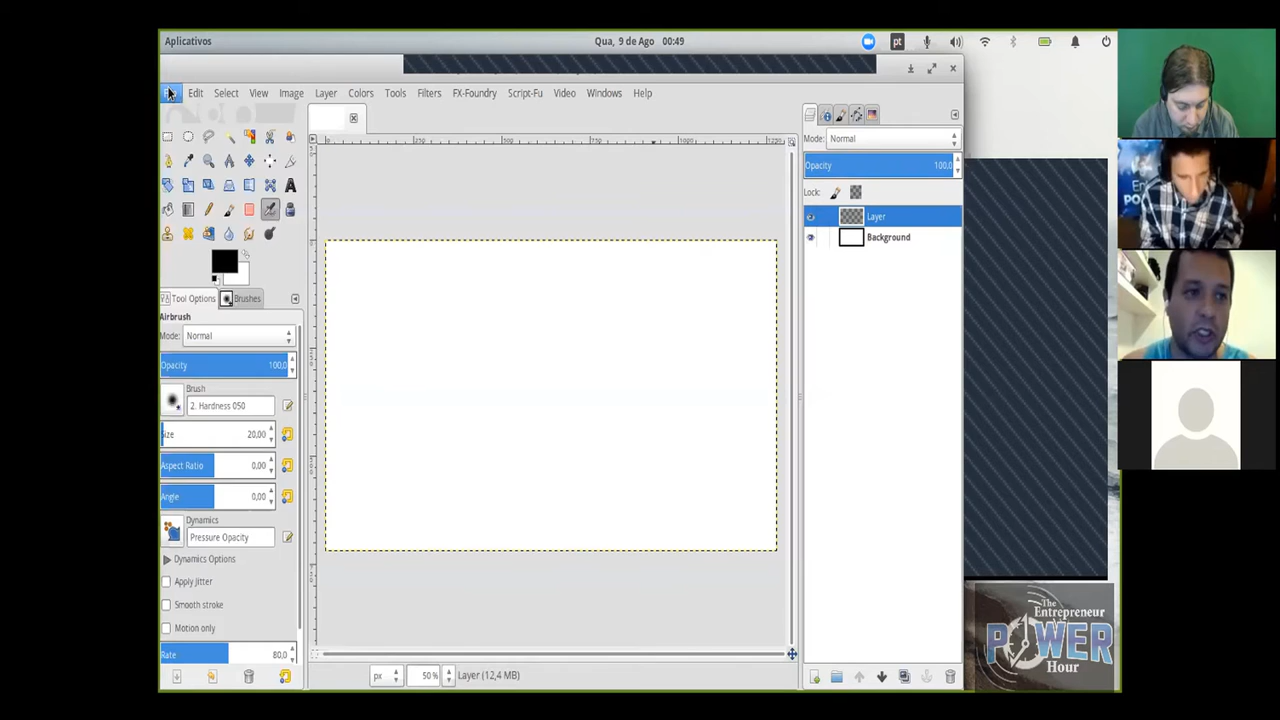 Aplicativos
Qua, 9 de Ago 00:49
pt
Edit Select View Image Layer Colors Tools Filters FX-Foundry Script-Fu Video Windows Help
Mode: Normal
Opacity 100,0
Lock:
Layer
Background
Tool Options Brushes
Airbrush
Mode: Normal
Opacity 100,0
Brush
2. Hardness 050
Size 20,00
Aspect Ratio 0,00
Angle 0,00
Dynamics
Pressure Opacity
Dynamics Options
Apply Jitter
Smooth stroke
Motion only
Rate 80,0
px 50 % Layer (12,4 MB)
The
Entrepreneur
POWER
Hour